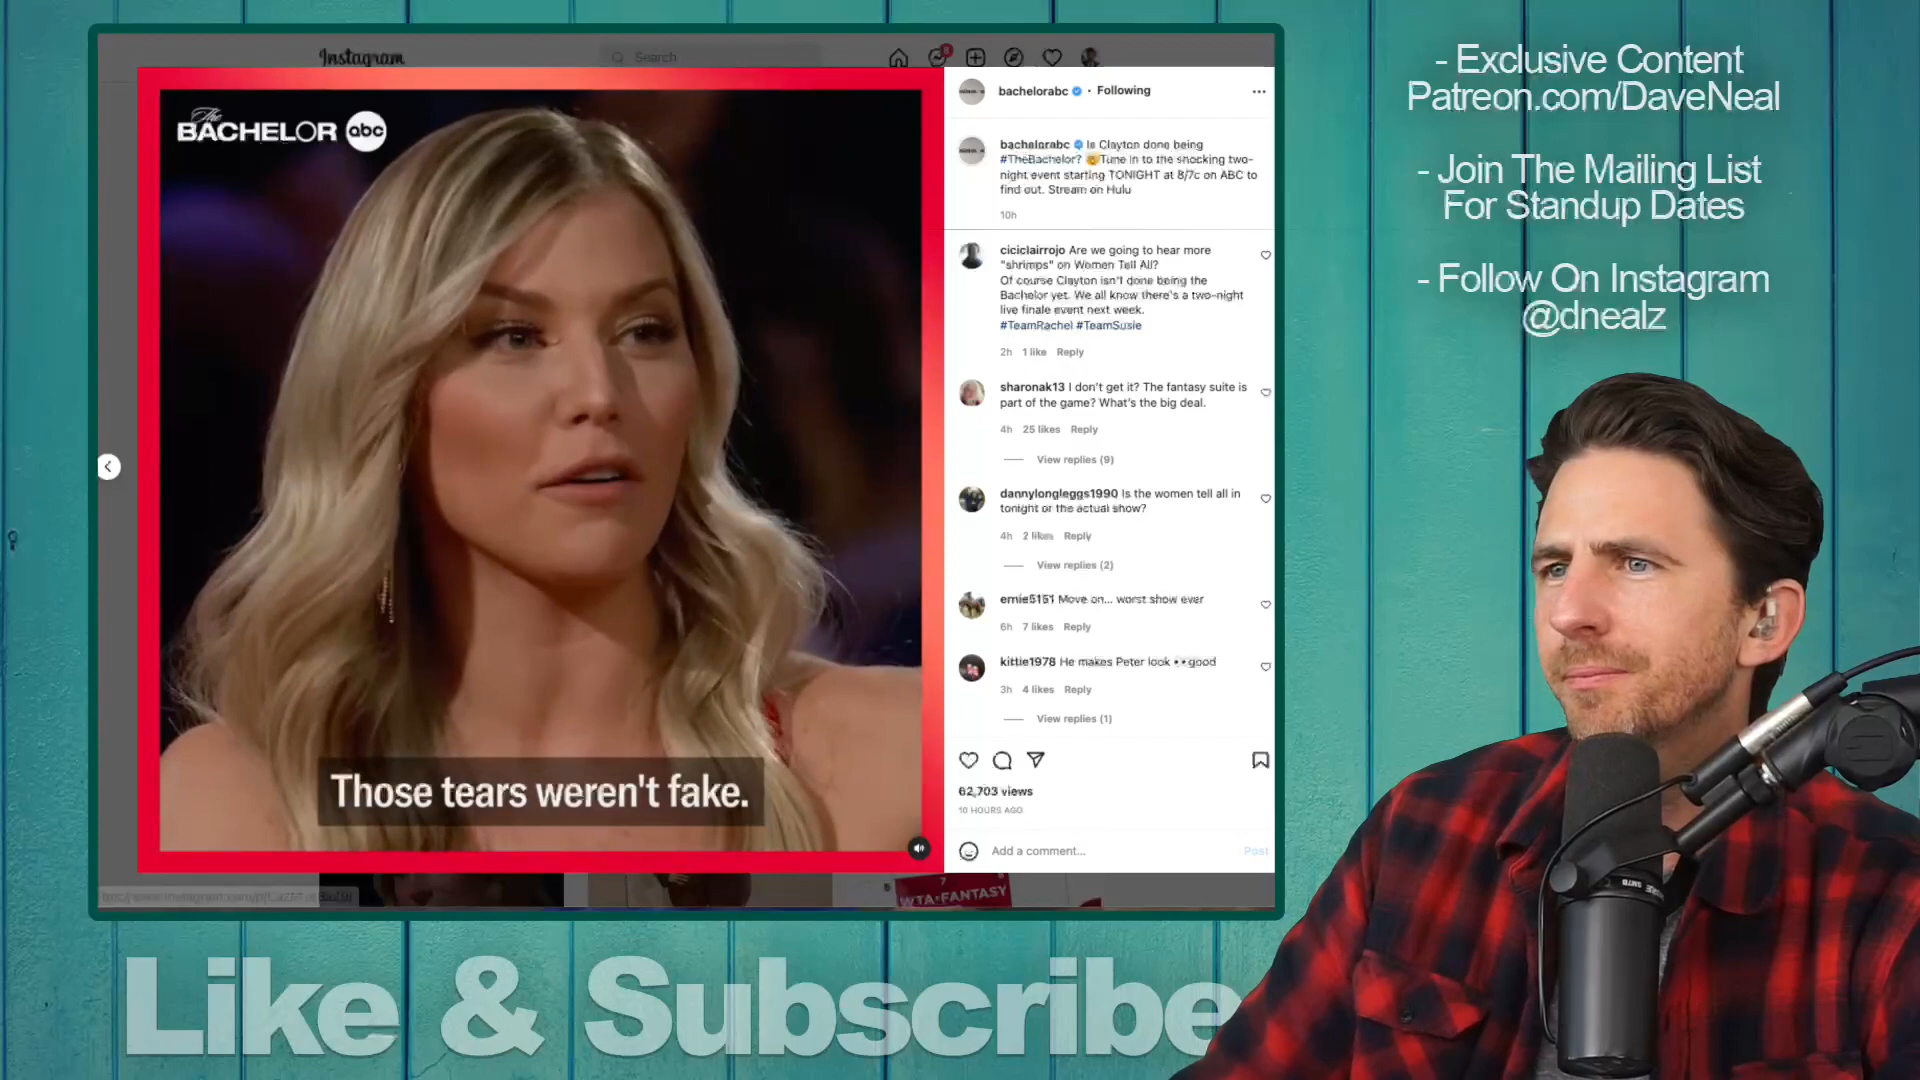 Instagram
Search
The
BACHELOR abc
Those tears weren't fake.
bachelorabc • Following
bachelorabc Is Clayton done being
#TheBachelor? Tune in to the shocking two-
night event starting TONIGHT at 8/7c on ABC to
find out. Stream on Hulu
10h
ciciclairrojo Are we going to hear more
"shrimps" on Women Tell All?
Of course Clayton isn't done being the
Bachelor yet. We all know there's a two-night
live finale event next week.
#TeamRachel #TeamSusie
2h 1 like Reply
sharonak13 I don't get it? The fantasy suite is
part of the game? What's the big deal.
4h 25 likes Reply
View replies (9)
dannylongleggs1990 Is the women tell all in
tonight or the actual show?
4h 2 likes Reply
View replies (2)
ernie5151 Move on... worst show ever
6h 7 likes Reply
kittie1978 He makes Peter look 👀good
3h 4 likes Reply
View replies (1)
62,703 views
10 HOURS AGO
Add a comment...
Post
WTA-FANTASY
- Exclusive Content
Patreon.com/DaveNeal
- Join The Mailing List
For Standup Dates
- Follow On Instagram
@dnealz
Like & Subscribe